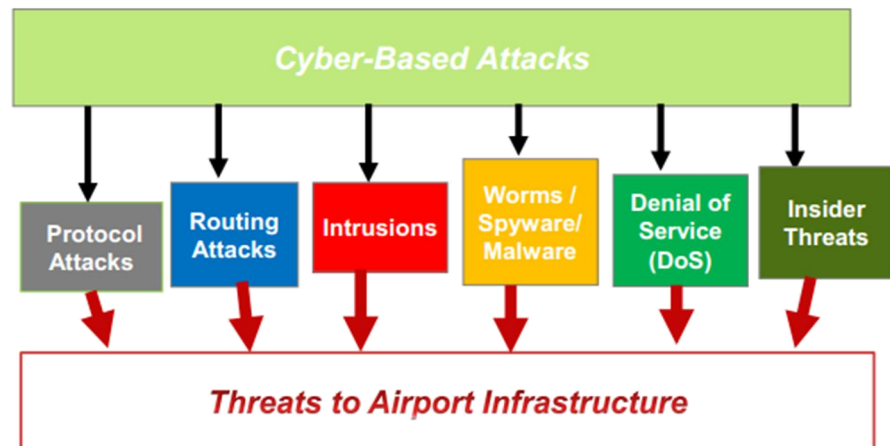 Cyber-Based Attacks
Protocol
Attacks
Routing
Attacks
Intrusions
Worms /
Spyware/
Malware
Denial of
Service
(DoS)
Insider
Threats
Threats to Airport Infrastructure